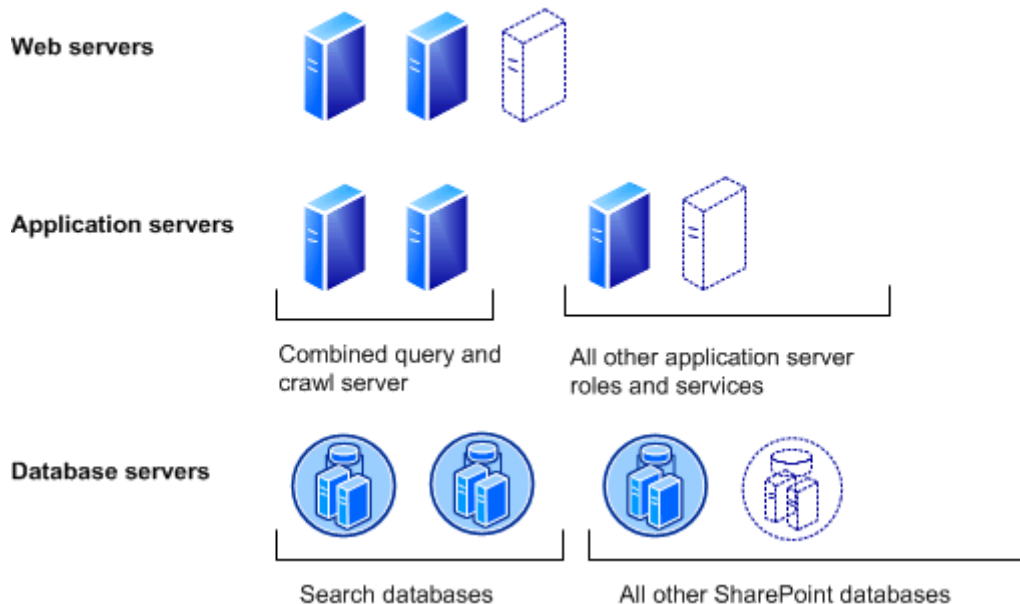 Web servers
Application servers
Combined query and
crawl server
All other application server
roles and services
Database servers
Search databases
All other SharePoint databases